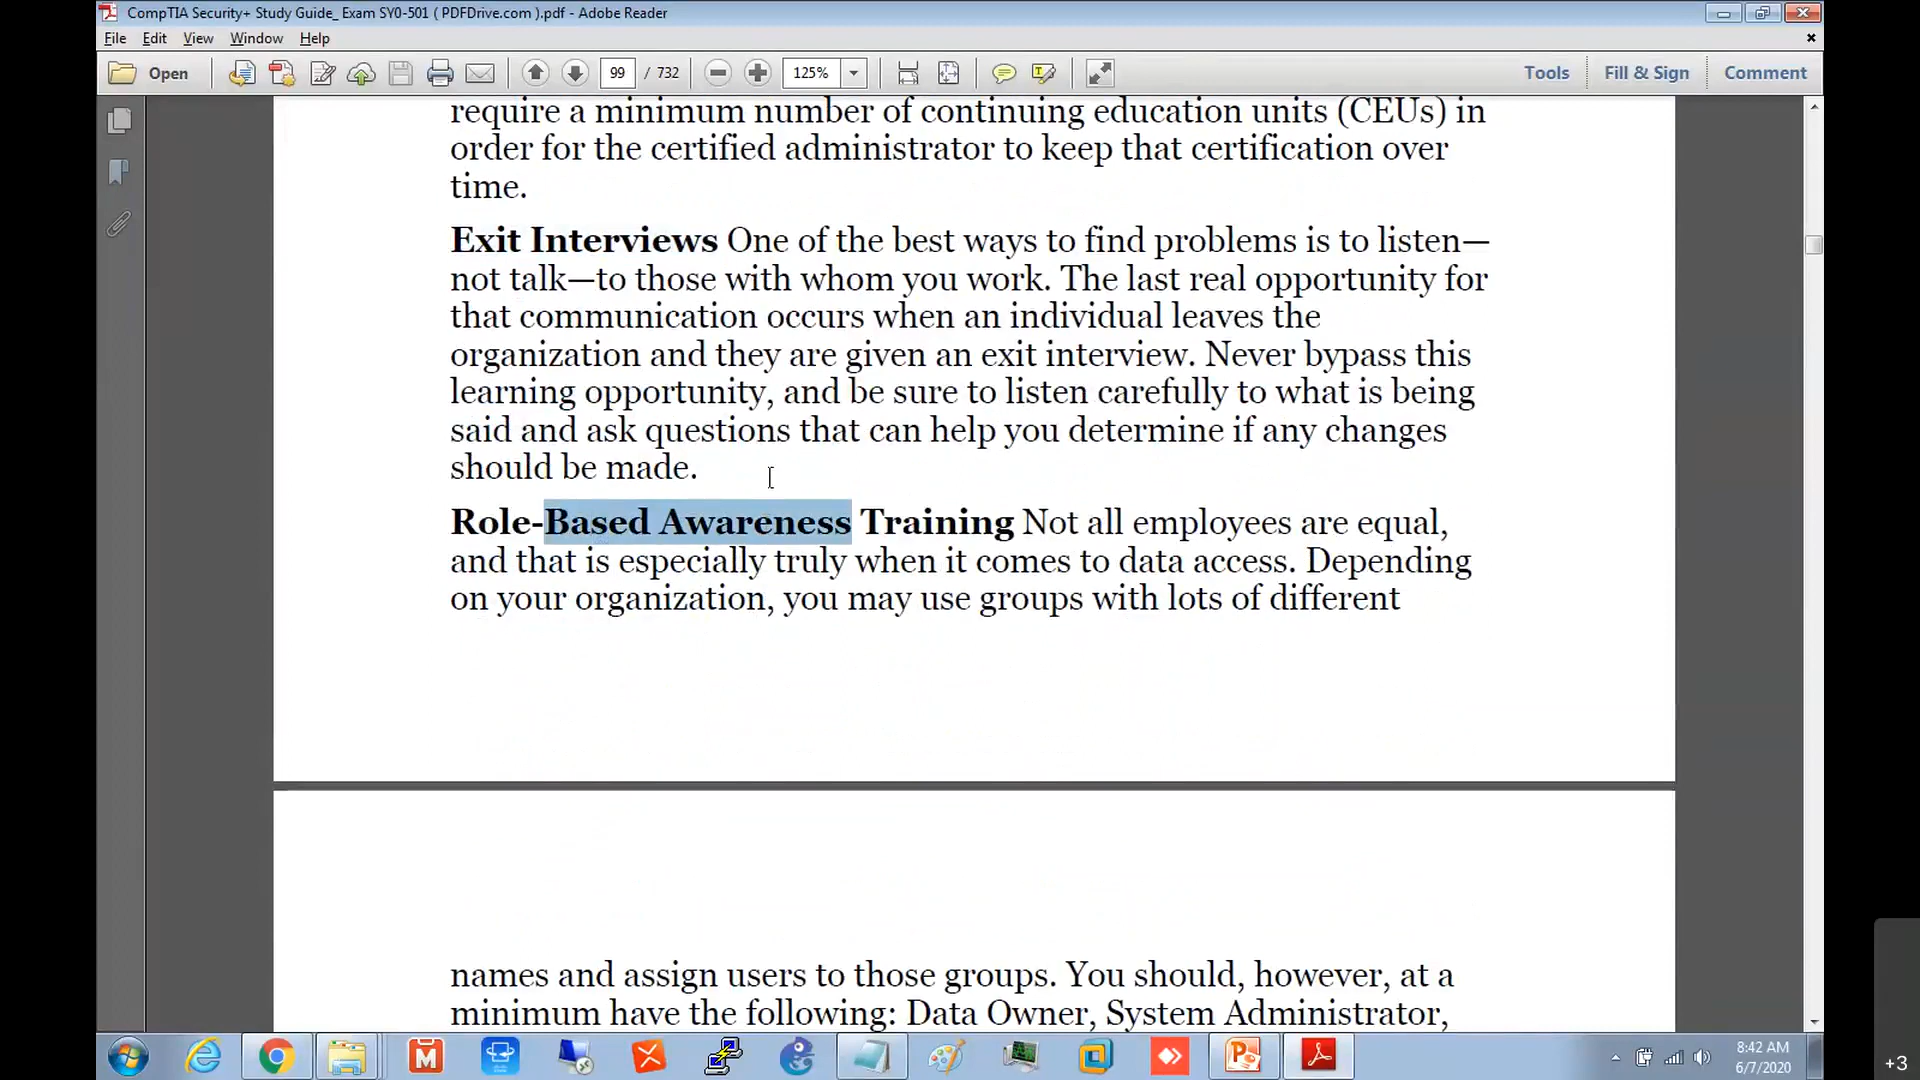 CompTIA Security+ Study Guide_ Exam SY0-501 ( PDFDrive.com ).pdf - Adobe Reader
File Edit View Window Help
Open 99 / 732 125% Tools Fill & Sign Comment
require a minimum number of continuing education units (CEUs) in
order for the certified administrator to keep that certification over
time.
Exit Interviews One of the best ways to find problems is to listen—
not talk—to those with whom you work. The last real opportunity for
that communication occurs when an individual leaves the
organization and they are given an exit interview. Never bypass this
learning opportunity, and be sure to listen carefully to what is being
said and ask questions that can help you determine if any changes
should be made.
Role-Based Awareness Training Not all employees are equal,
and that is especially truly when it comes to data access. Depending
on your organization, you may use groups with lots of different
names and assign users to those groups. You should, however, at a
minimum have the following: Data Owner, System Administrator,
8:42 AM
6/7/2020
+3